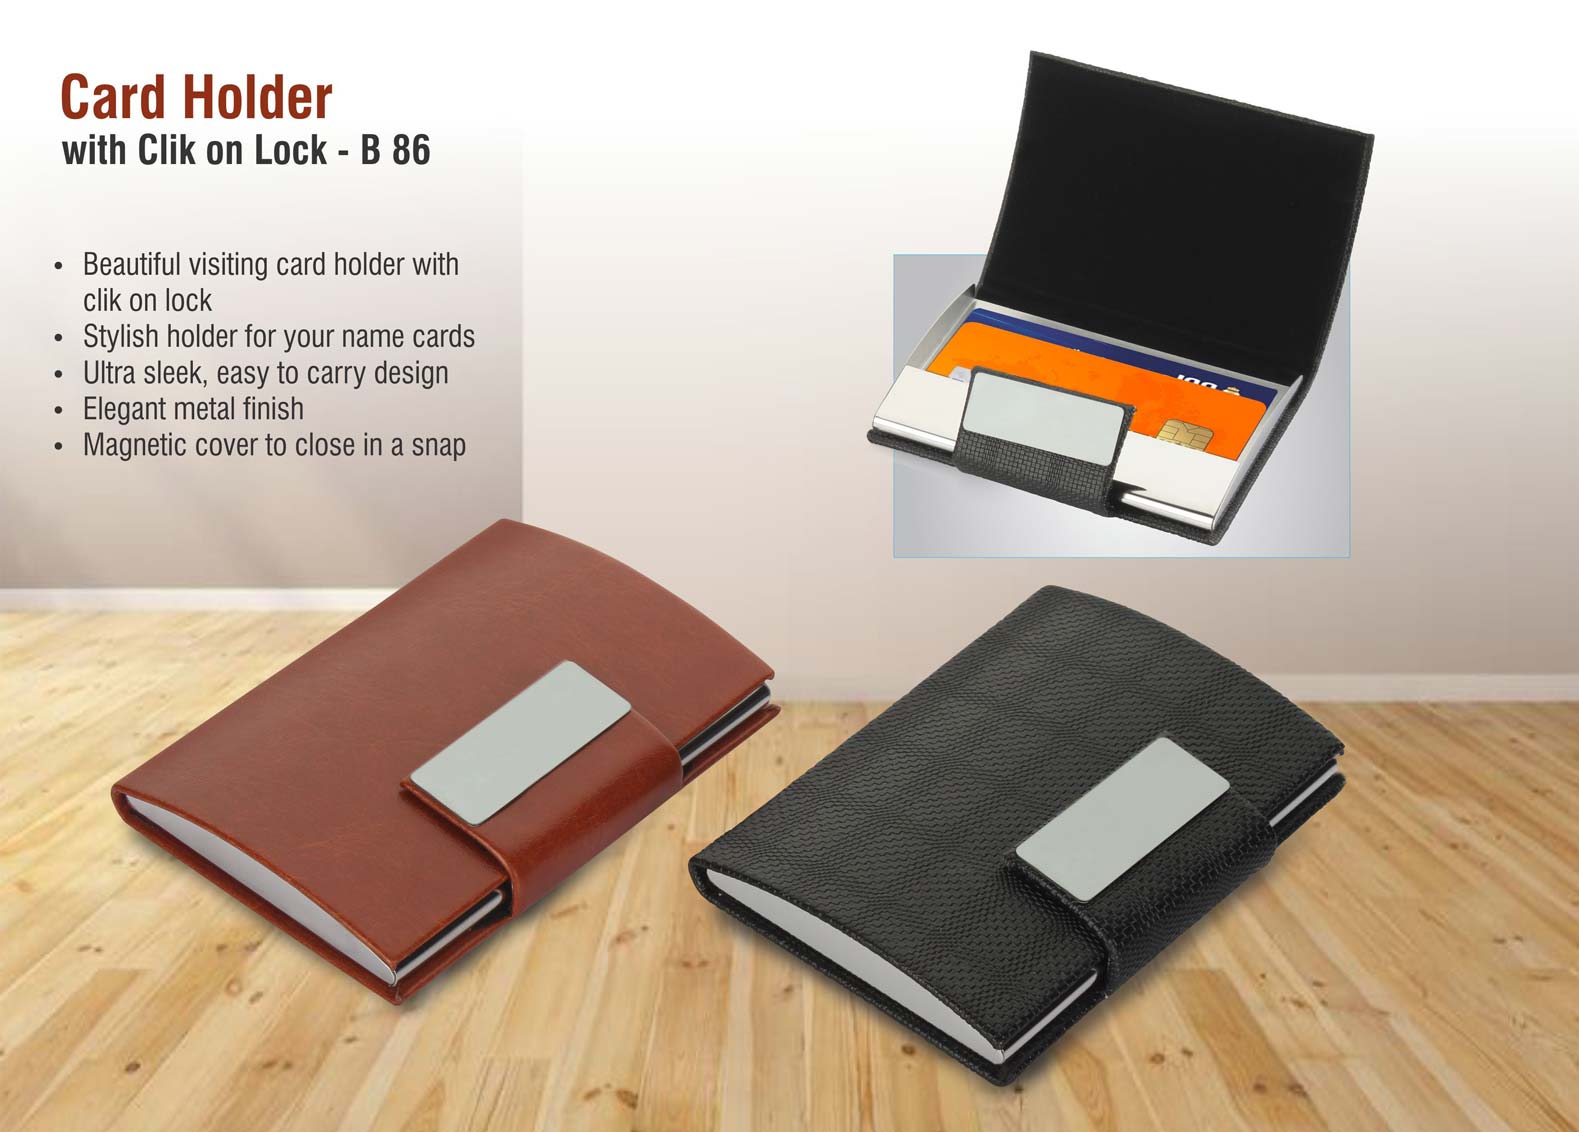 Card Holder
with Clik on Lock - B 86
• Beautiful visiting card holder with
clik on lock
• Stylish holder for your name cards
• Ultra sleek, easy to carry design
• Elegant metal finish
• Magnetic cover to close in a snap